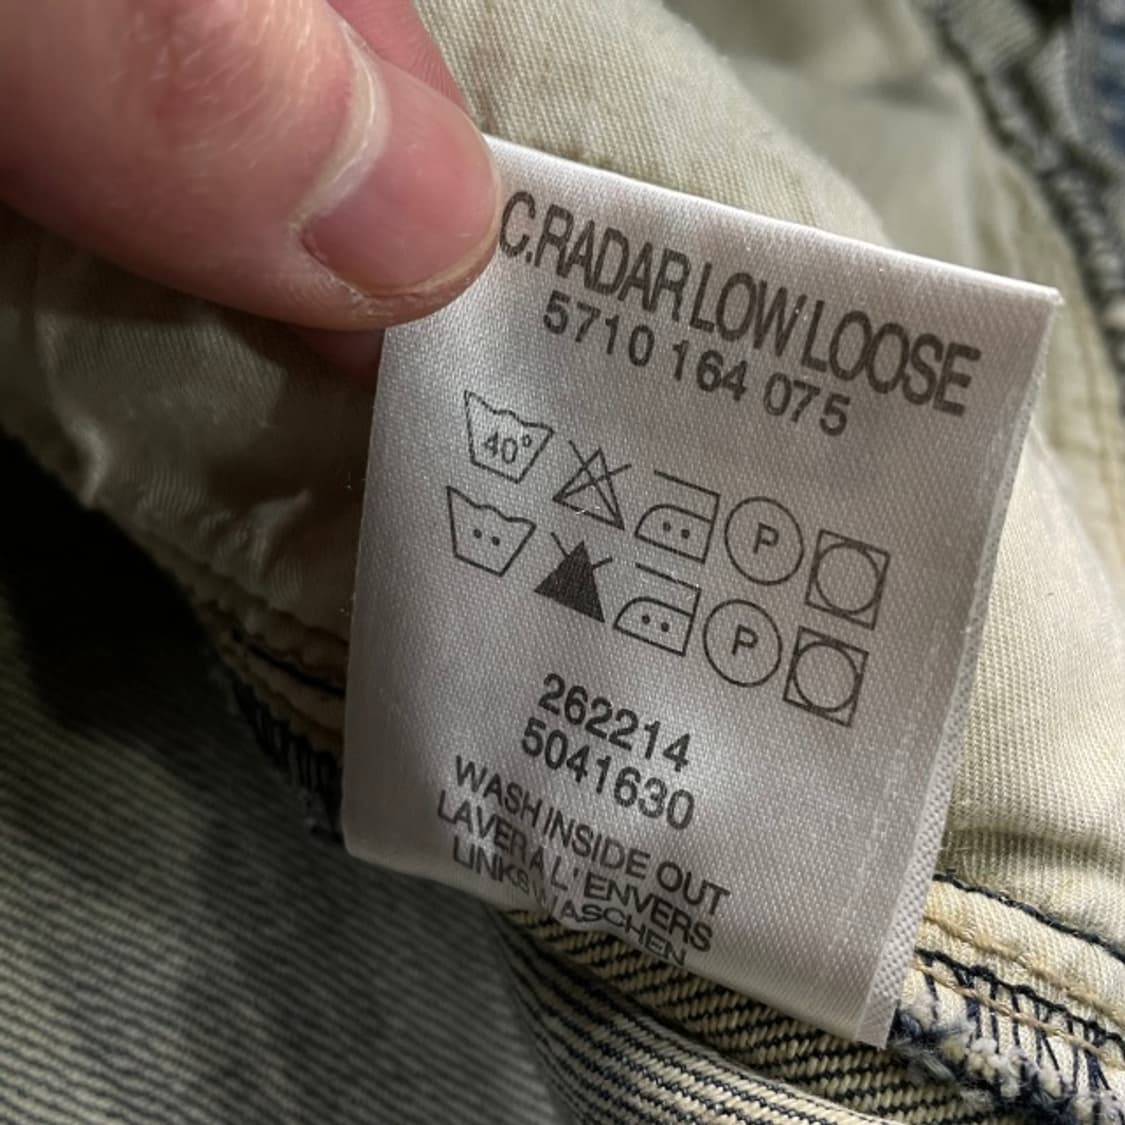 C.RADAR LOW LOOSE
5710 164 075
40°
P
P
262214
5041630
WASH INSIDE OUT
LAVER A L'ENVERS
LINKS WASCHEN